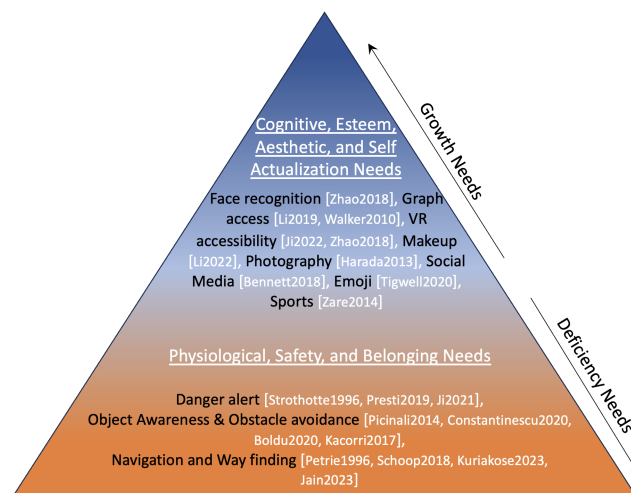 Cognitive, Esteem,
Aesthetic, and Self
Actualization Needs
Face recognition [Zhao2018], Graph
access [Li2019, Walker2010], VR
accessibility [Ji2022, Zhao2018], Makeup
[Li2022], Photography [Harada2013], Social
Media [Bennett2018], Emoji [Tigwell2020],
Sports [Zare2014]
Growth Needs
Physiological, Safety, and Belonging Needs
Danger alert [Strothotte1996, Presti2019, Ji2021],
Object Awareness & Obstacle avoidance [Picinali2014, Constantinescu2020,
Boldu2020, Kacorri2017],
Navigation and Way finding [Petrie1996, Schoop2018, Kuriakose2023,
Jain2023]
Deficiency Needs